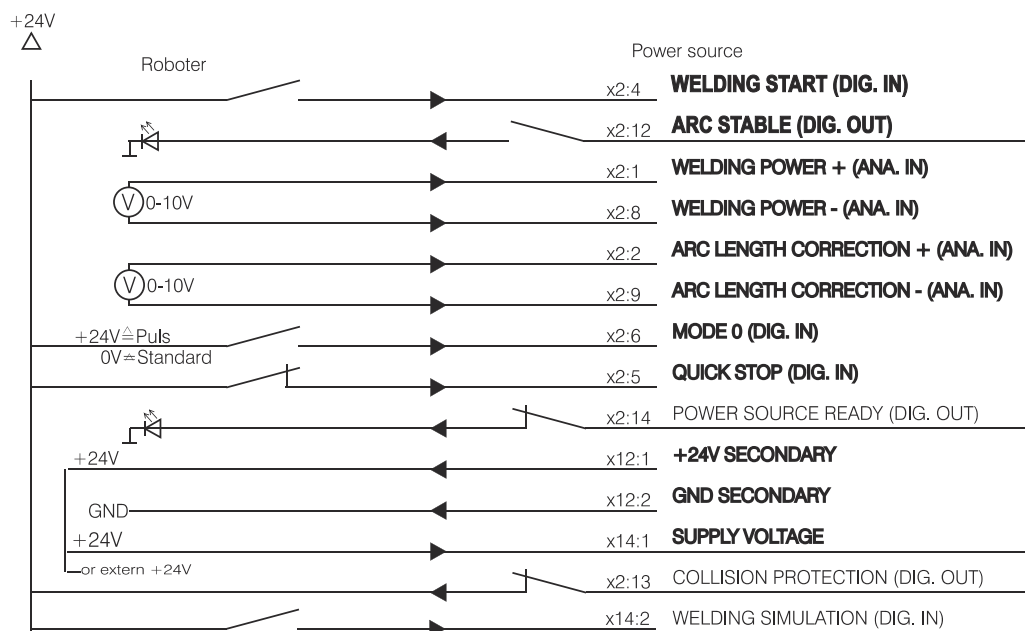 +24V
Roboter
Power source
x2:4 WELDING START (DIG. IN)
x2:12 ARC STABLE (DIG. OUT)
x2:1 WELDING POWER + (ANA. IN)
V 0-10V
x2:8 WELDING POWER - (ANA. IN)
x2:2 ARC LENGTH CORRECTION + (ANA. IN)
V 0-10V
x2:9 ARC LENGTH CORRECTION - (ANA. IN)
+24V≙Puls x2:6 MODE 0 (DIG. IN)
0V≐Standard
x2:5 QUICK STOP (DIG. IN)
x2:14 POWER SOURCE READY (DIG. OUT)
+24V x12:1 +24V SECONDARY
GND x12:2 GND SECONDARY
+24V x14:1 SUPPLY VOLTAGE
or extern +24V
x2:13 COLLISION PROTECTION (DIG. OUT)
x14:2 WELDING SIMULATION (DIG. IN)